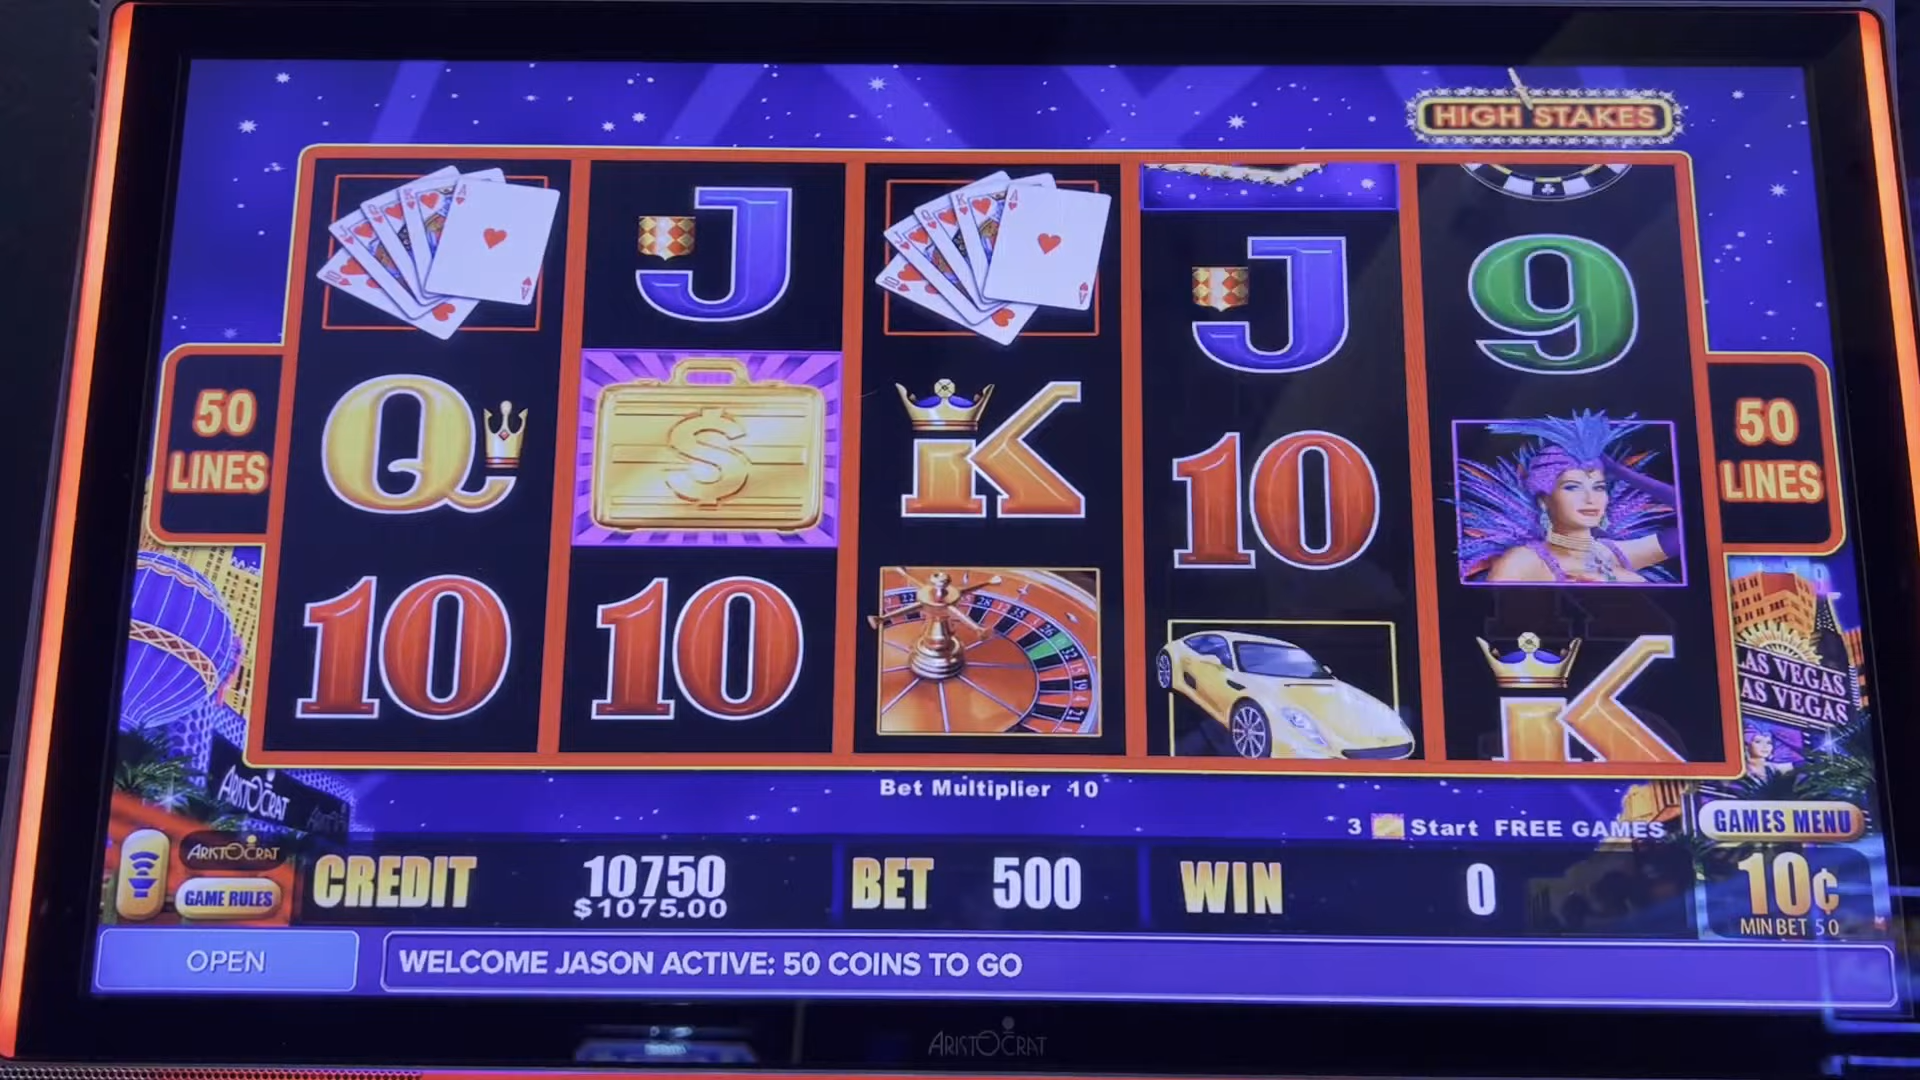 HIGH STAKES
J
J
9
50
LINES
Q
$
K
10
50
LINES
10
10
K
LAS VEGAS
LAS VEGAS
ARISTOCRAT
Bet Multiplier 10
3 Start FREE GAMES
GAMES MENU
ARISTOCRAT
GAME RULES
CREDIT 10750
$1075.00
BET 500
WIN 0
10¢
MIN BET 50
OPEN
WELCOME JASON ACTIVE: 50 COINS TO GO
ARISTOCRAT